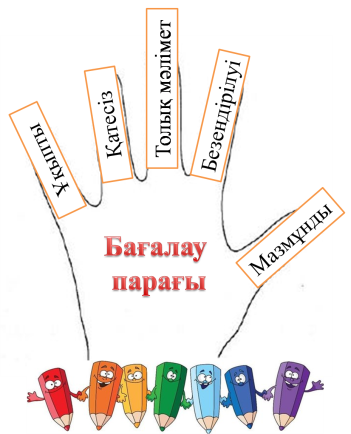 Ұқыпты
Қатесіз
Толық мәлімет
Безендірілуі
Мазмұнды
Бағалау
парағы